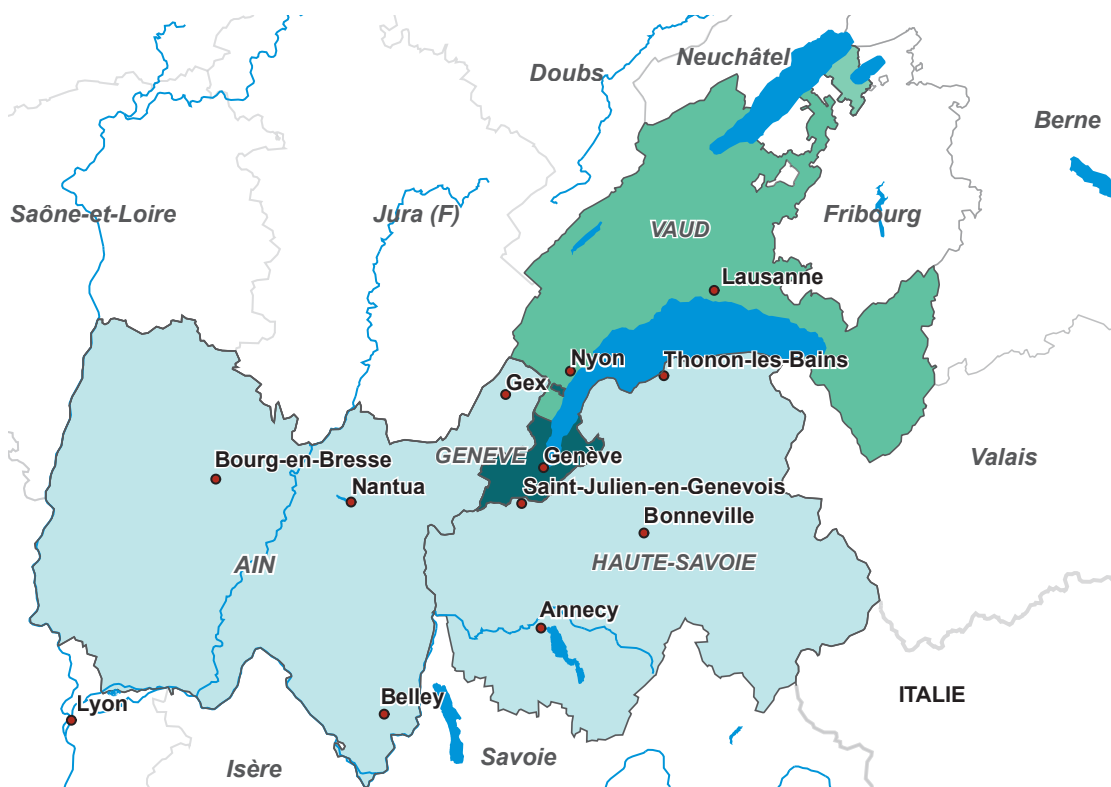 Neuchâtel
Doubs
Berne
Saône-et-Loire
Jura (F)
Fribourg
VAUD
Lausanne
Nyon
Thonon-les-Bains
Gex
GENEVE
Genève
Valais
Bourg-en-Bresse
Nantua
Saint-Julien-en-Genevois
Bonneville
AIN
HAUTE-SAVOIE
Annecy
Belley
ITALIE
Lyon
Savoie
Isère